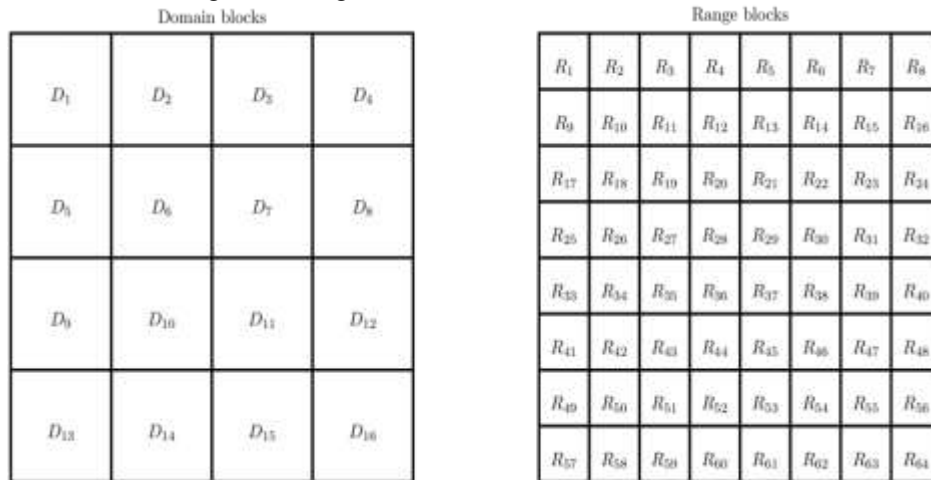 Domain blocks
Range blocks
D₁ D₂ D₃ D₄
D₅ D₆ D₇ D₈
D₉ D₁₀ D₁₁ D₁₂
D₁₃ D₁₄ D₁₅ D₁₆
R₁ R₂ R₃ R₄ R₅ R₆ R₇ R₈
R₉ R₁₀ R₁₁ R₁₂ R₁₃ R₁₄ R₁₅ R₁₆
R₁₇ R₁₈ R₁₉ R₂₀ R₂₁ R₂₂ R₂₃ R₂₄
R₂₅ R₂₆ R₂₇ R₂₈ R₂₉ R₃₀ R₃₁ R₃₂
R₃₃ R₃₄ R₃₅ R₃₆ R₃₇ R₃₈ R₃₉ R₄₀
R₄₁ R₄₂ R₄₃ R₄₄ R₄₅ R₄₆ R₄₇ R₄₈
R₄₉ R₅₀ R₅₁ R₅₂ R₅₃ R₅₄ R₅₅ R₅₆
R₅₇ R₅₈ R₅₉ R₆₀ R₆₁ R₆₂ R₆₃ R₆₄